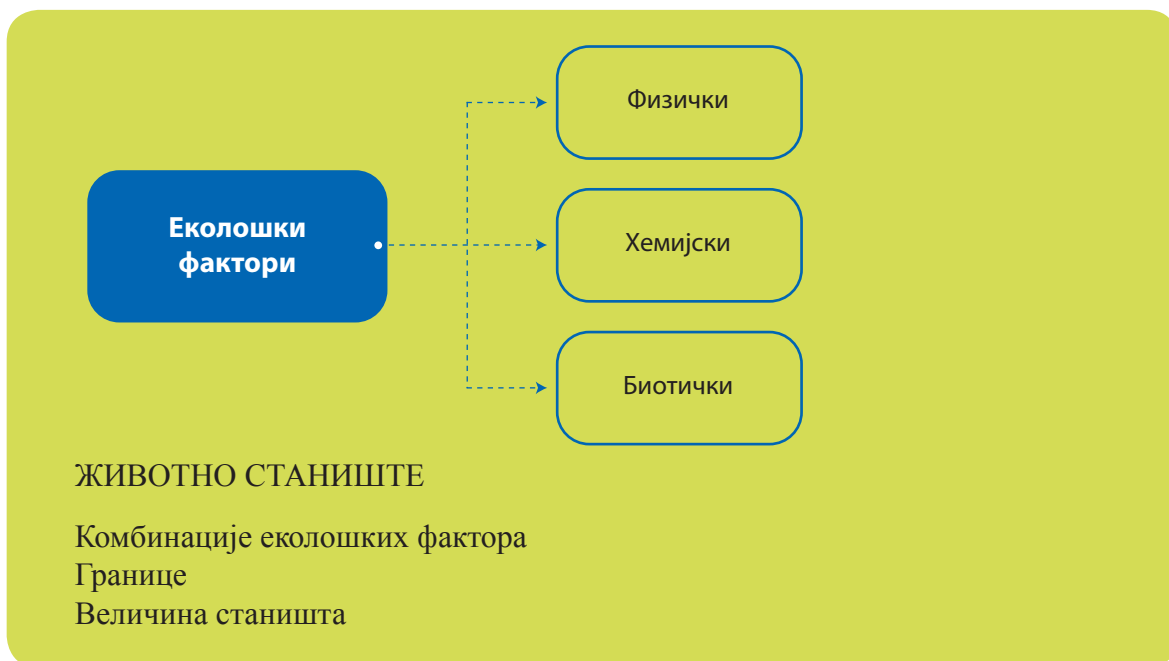 Физички
Еколошки
фактори
Хемијски
Биотички
ЖИВОТНО СТАНИШТЕ
Комбинације еколошких фактора
Границе
Величина станишта